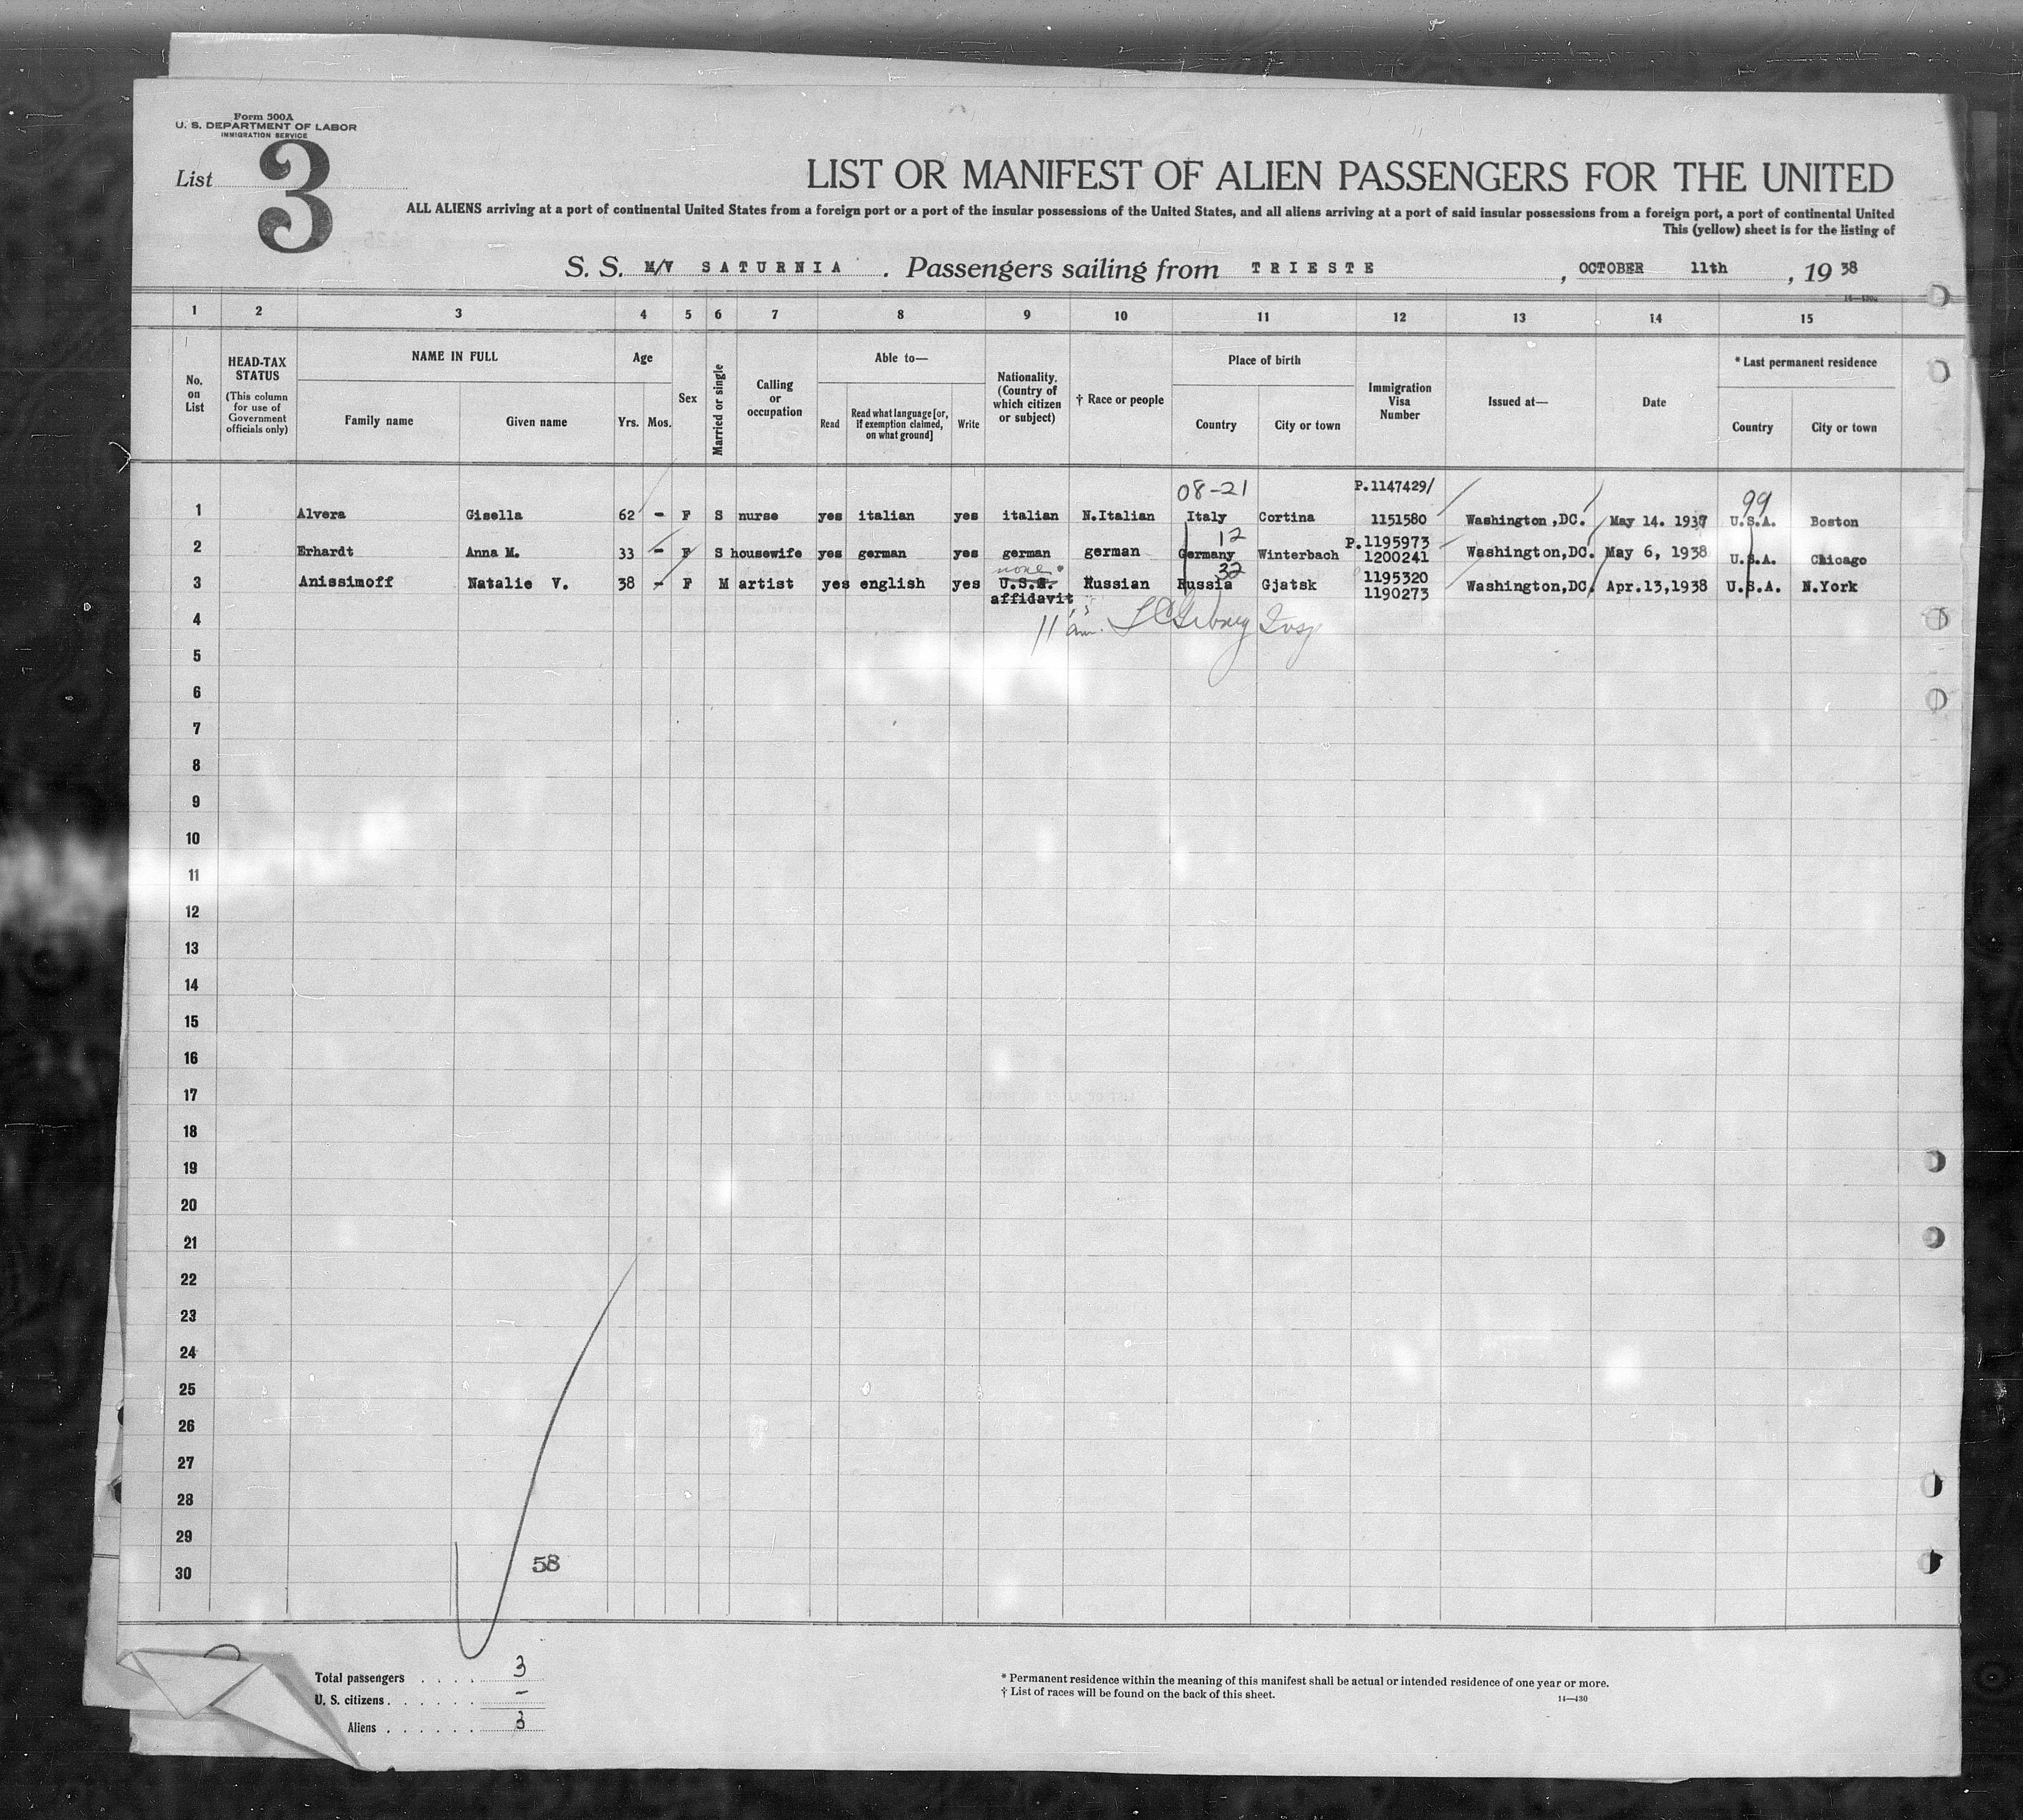 Form 500A
U. S. DEPARTMENT OF LABOR
IMMIGRATION SERVICE
List 3
LIST OR MANIFEST OF ALIEN PASSENGERS FOR THE UNITED
ALL ALIENS arriving at a port of continental United States from a foreign port or a port of the insular possessions of the United States, and all aliens arriving at a port of said insular possessions from a foreign port, a port of continental United
This (yellow) sheet is for the listing of
S. S. M/V SATURNIA. Passengers sailing from TRIESTE, OCTOBER 11th, 19 38
1 2 3 4 5 6 7 8 9 10 11 12 13 14 15
No. on List
HEAD-TAX STATUS
(This column for use of Government officials only)
NAME IN FULL
Family name
Given name
Age
Yrs. Mos.
Sex
Married or single
Calling or occupation
Able to—
Read
Read what language [or, if exemption claimed, on what ground]
Write
Nationality. (Country of which citizen or subject)
† Race or people
Place of birth
Country
City or town
Immigration Visa Number
Issued at—
Date
* Last permanent residence
Country
City or town
08-21 P.1147429/ 99
1 Alvera Gisella 62 - F S nurse yes italian yes italian N.Italian Italy Cortina 1151580 Washington,DC. May 14. 1937 U.S.A. Boston
12 P.1195973
2 Erhardt Anna M. 33 - F S housewife yes german yes german german Germany Winterbach 1200241 Washington,DC. May 6, 1938 U.S.A. Chicago
none 32 1195320
3 Anissimoff Natalie V. 38 - F M artist yes english yes U.S.A. Russian Russia Gjatsk 1190273 Washington,DC. Apr.13,1938 U.S.A. N.York
affidavit
4
5
6
7
8
9
10
11
12
13
14
15
16
17
18
19
20
21
22
23
24
25
26
27
28
29
30
58
Total passengers 3
U. S. citizens -
Aliens 3
* Permanent residence within the meaning of this manifest shall be actual or intended residence of one year or more.
† List of races will be found on the back of this sheet.
14—430